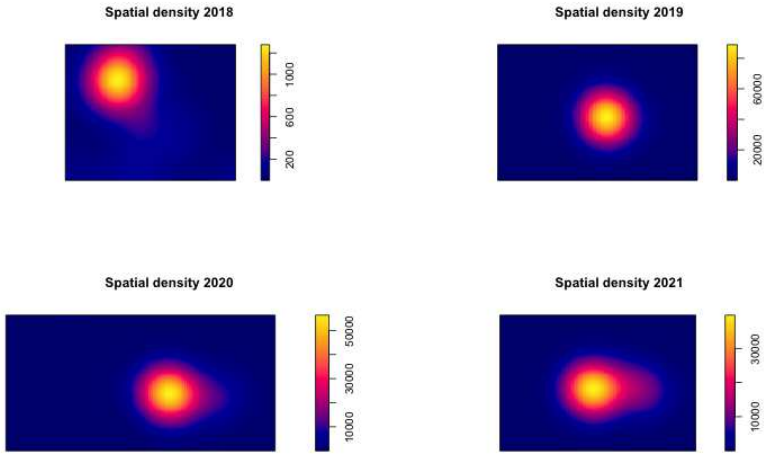 Spatial density 2018
1000
600
200
Spatial density 2019
60000
20000
Spatial density 2020
50000
30000
10000
Spatial density 2021
30000
10000